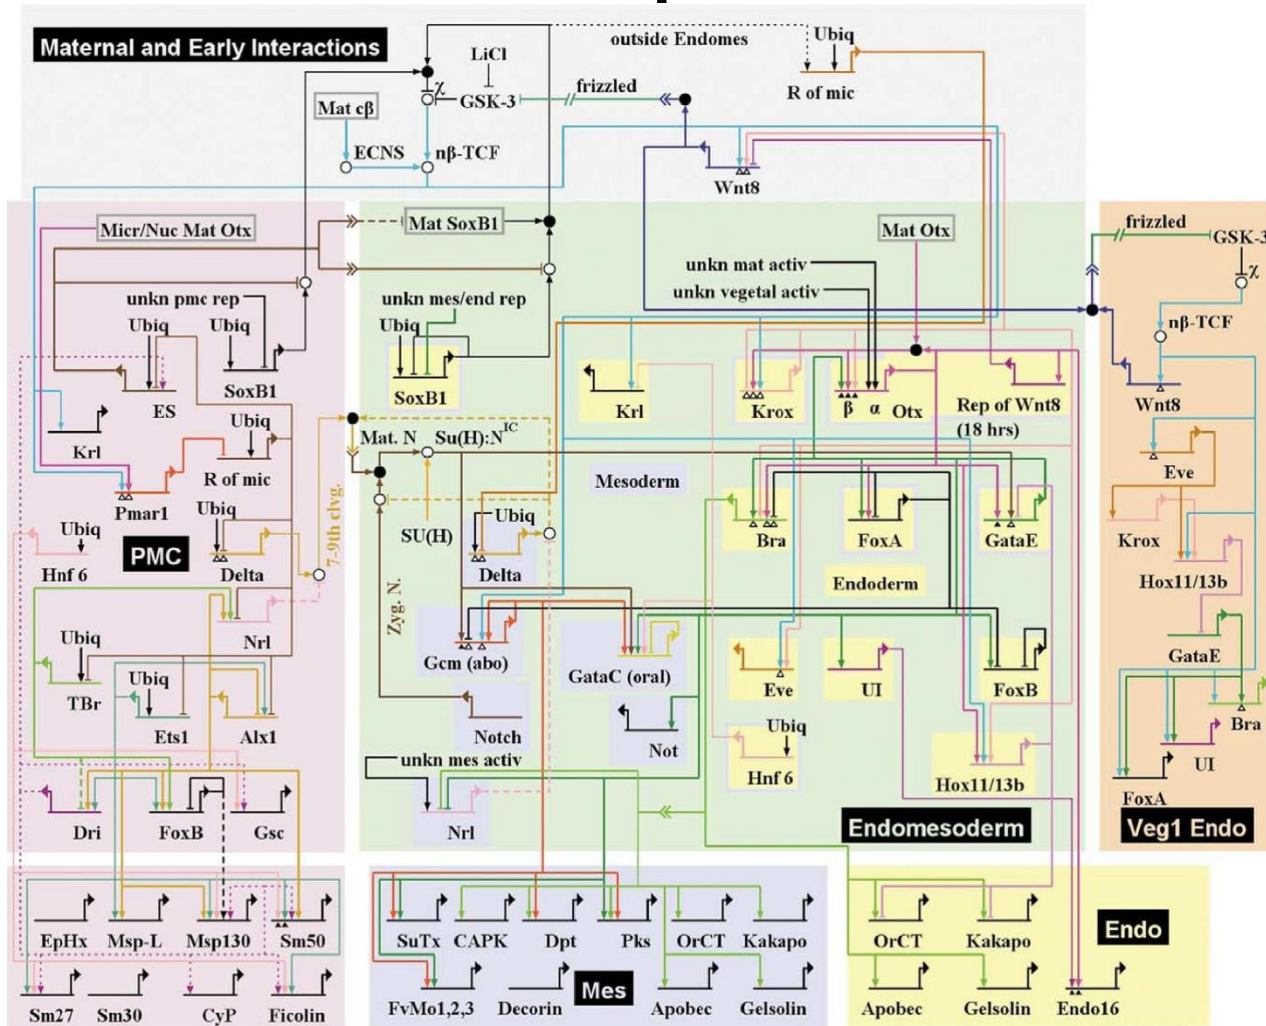 Maternal and Early Interactions
outside Endomes
Ubiq
LiCl
R of mic
χ
GSK-3
frizzled
Mat cβ
ECNS
nβ-TCF
Wnt8
Micr/Nuc Mat Otx
Mat SoxB1
Mat Otx
frizzled
GSK-3
χ
unkn mat activ
unkn pmc rep
unkn mes/end rep
unkn vegetal activ
Ubiq
Ubiq
Ubiq
nβ-TCF
SoxB1
ES
SoxB1
Krl
Krox
β α Otx
Rep of Wnt8
(18 hrs)
Wnt8
Krl
Ubiq
R of mic
Mat. N
Su(H):N
IC
Eve
Pmar1
Ubiq
Mesoderm
Ubiq
Ubiq
PMC
SU(H)
Hnf 6
Delta
7-9th clvg.
Delta
Bra
FoxA
GataE
Krox
Hox11/13b
Endoderm
Nrl
Zyg. N.
Ubiq
Gcm (abo)
GataC (oral)
Eve
UI
FoxB
GataE
TBr
Ubiq
Ets1
Alx1
Notch
Not
Ubiq
Hnf 6
Hox11/13b
Bra
UI
FoxA
unkn mes activ
Dri
FoxB
Gsc
Nrl
Endomesoderm
Veg1 Endo
EpHx
Msp-L
Msp130
Sm50
SuTx
CAPK
Dpt
Pks
OrCT
Kakapo
OrCT
Kakapo
Endo
Mes
Sm27
Sm30
CyP
Ficolin
FvMo1,2,3
Decorin
Apobec
Gelsolin
Apobec
Gelsolin
Endo16